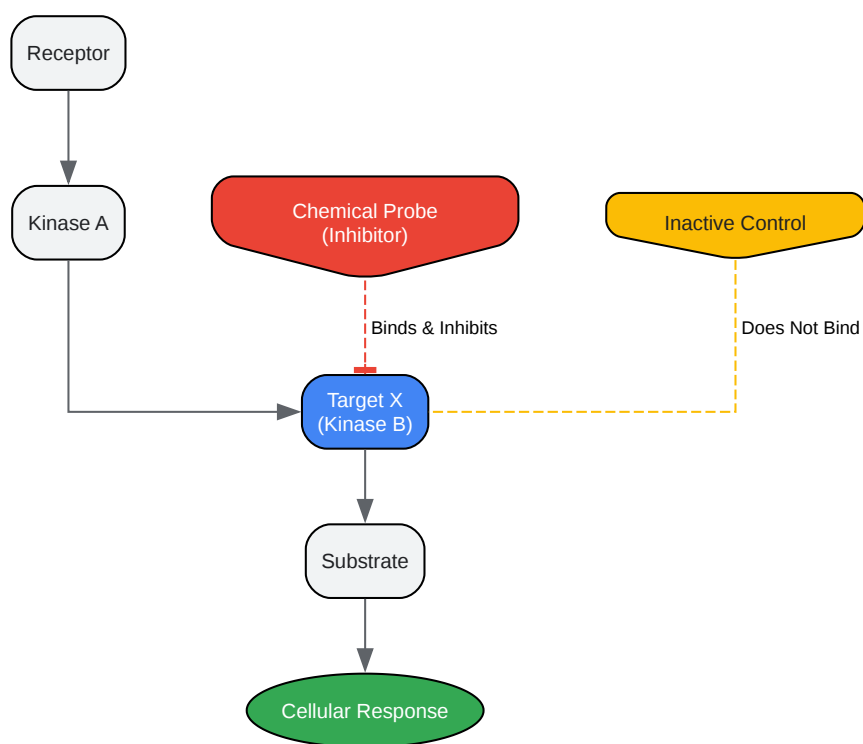 Receptor
Kinase A
Chemical Probe
(Inhibitor)
Inactive Control
Binds & Inhibits
Does Not Bind
Target X
(Kinase B)
Substrate
Cellular Response